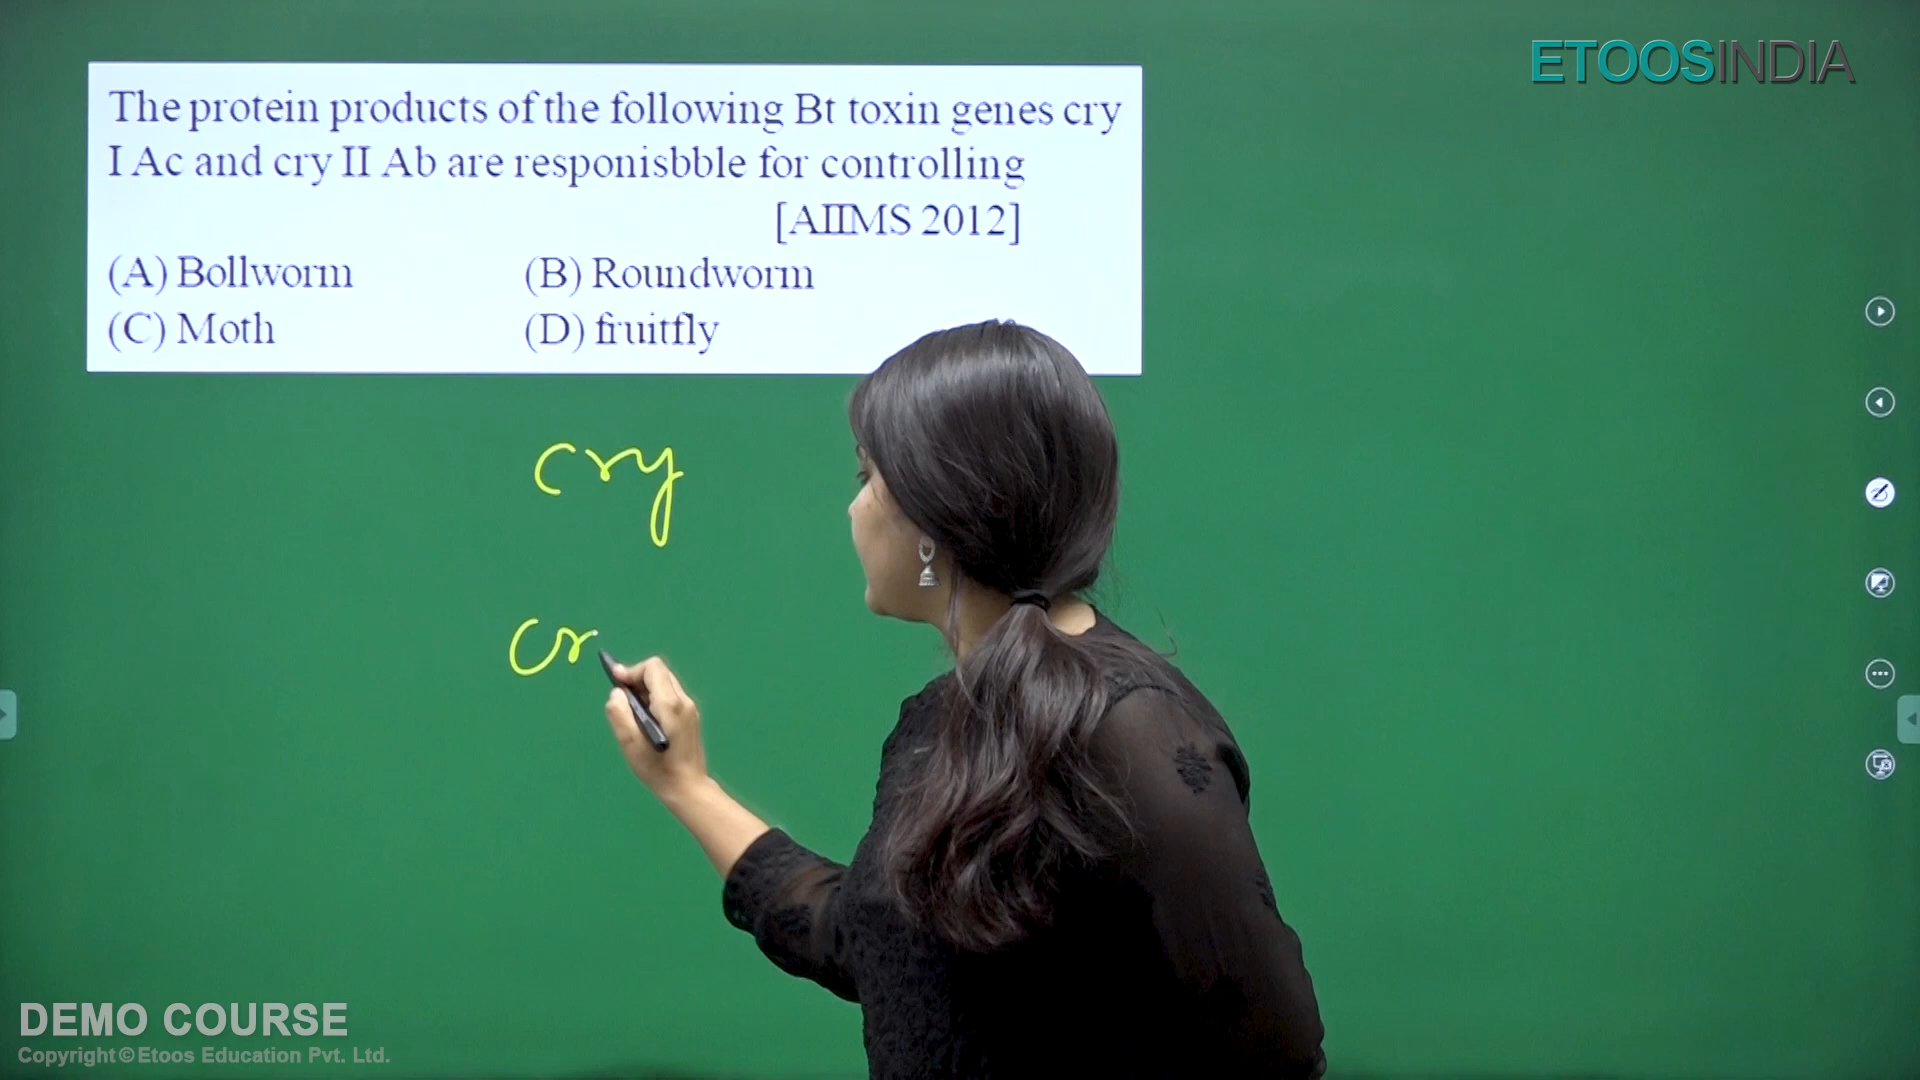 ETOOSINDIA
The protein products of the following Bt toxin genes cry
I Ac and cry II Ab are responisbble for controlling
[AIIMS 2012]
(A) Bollworm (B) Roundworm
(C) Moth (D) fruitfly
cry
cr
DEMO COURSE
Copyright © Etoos Education Pvt. Ltd.